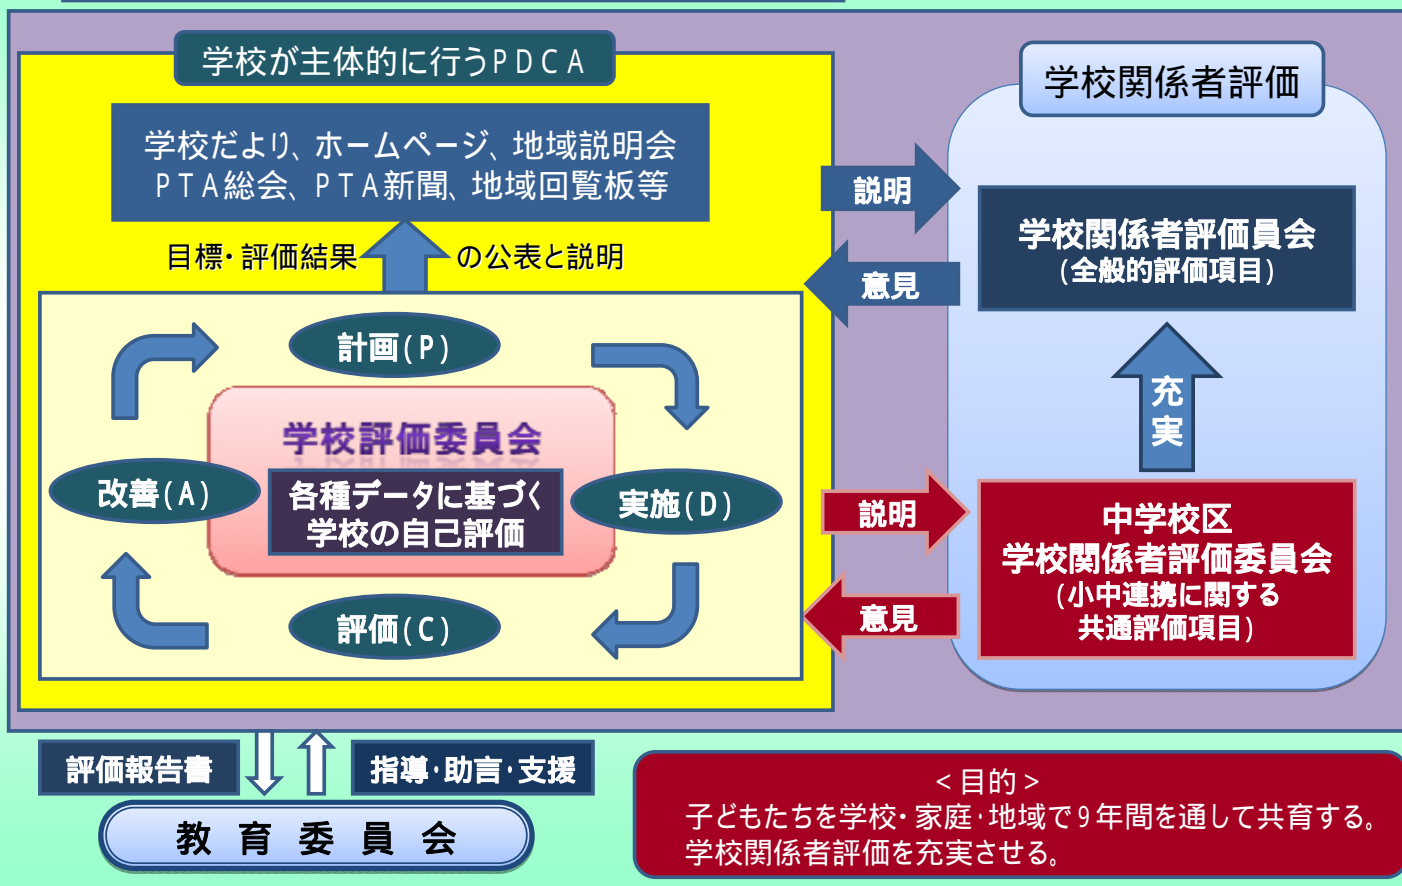 学校が主体的に行うPDCA
学校だより、ホームページ、地域説明会
PTA総会、PTA新聞、地域回覧板等
目標・評価結果
の公表と説明
計画(P)
学校評価委員会
各種データに基づく
学校の自己評価
改善(A)
実施(D)
評価(C)
説明
意見
説明
意見
学校関係者評価
学校関係者評価員会
(全般的評価項目)
充
実
中学校区
学校関係者評価委員会
(小中連携に関する
共通評価項目)
評価報告書
指導・助言・支援
教育委員会
<目的>
子どもたちを学校・家庭・地域で9年間を通して共育する。
学校関係者評価を充実させる。